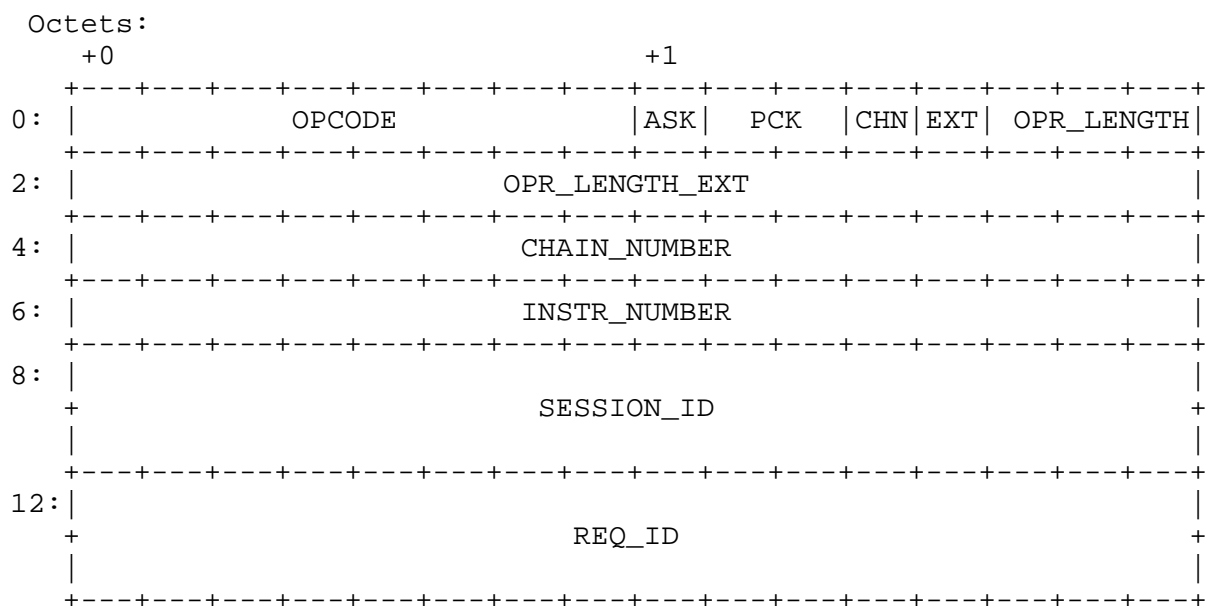 Octets:
+0 +1
+---+---+---+---+---+---+---+---+---+---+---+---+---+---+---+---+
0: | OPCODE |ASK| PCK |CHN|EXT| OPR_LENGTH|
+---+---+---+---+---+---+---+---+---+---+---+---+---+---+---+---+
2: | OPR_LENGTH_EXT |
+---+---+---+---+---+---+---+---+---+---+---+---+---+---+---+---+
4: | CHAIN_NUMBER |
+---+---+---+---+---+---+---+---+---+---+---+---+---+---+---+---+
6: | INSTR_NUMBER |
+---+---+---+---+---+---+---+---+---+---+---+---+---+---+---+---+
8: | |
+ SESSION_ID +
| |
+---+---+---+---+---+---+---+---+---+---+---+---+---+---+---+---+
12:| |
+ REQ_ID +
| |
+---+---+---+---+---+---+---+---+---+---+---+---+---+---+---+---+